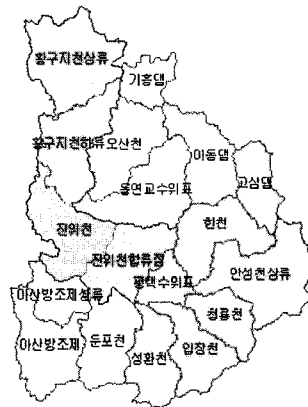 황구지천상류
기흥댐
황구지천하류
오산천
이동댐
고삼댐
동연교수위표
진위천
한천
진위천합류점
안성천상류
평택수위표
아산방조제상류
청룡천
아산방조제
둔포천
성환천
입장천